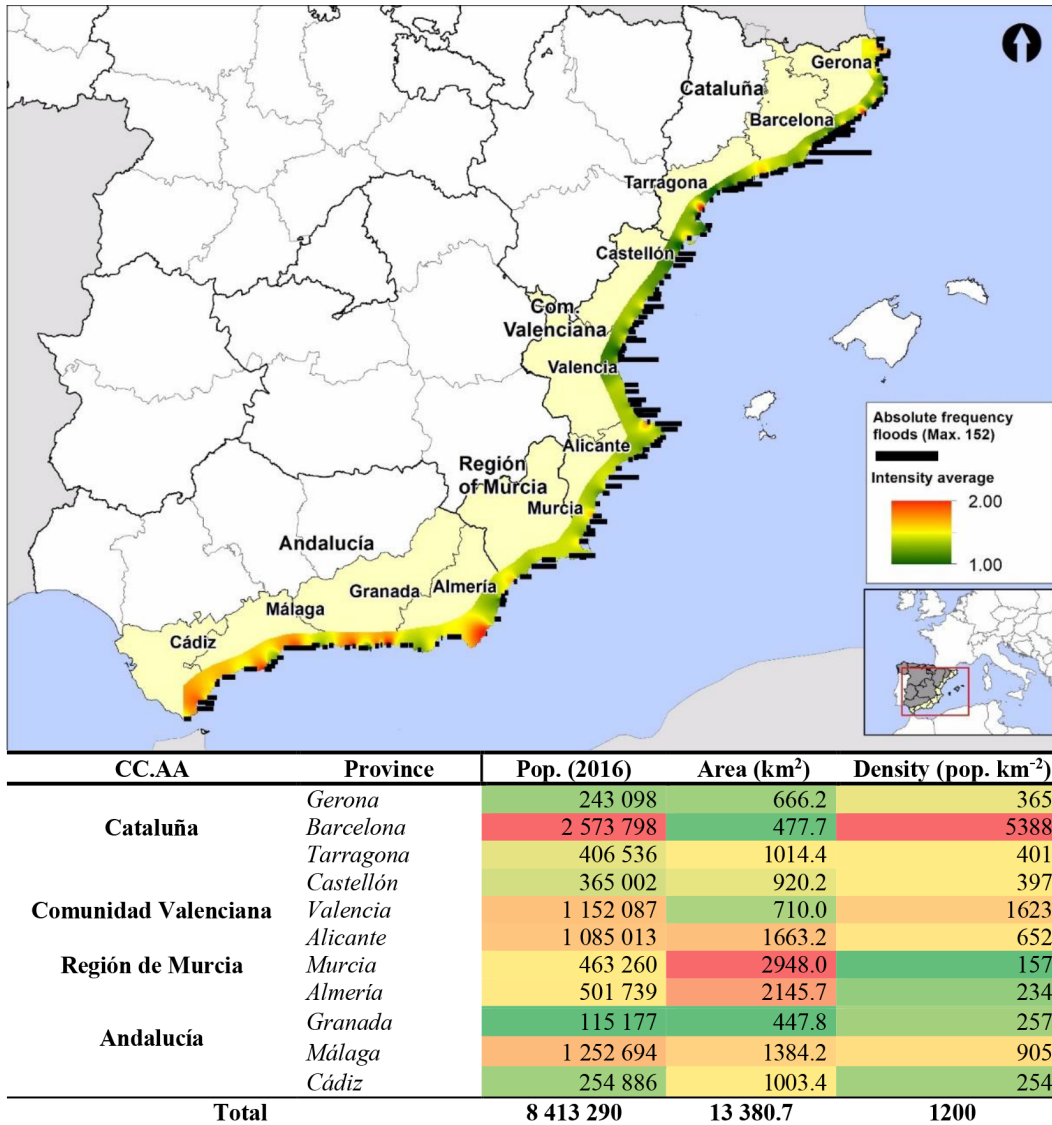 Gerona
Cataluña
Barcelona
Tarragona
Castellón
Com.
Valenciana
Valencia
Alicante
Región
of Murcia
Murcia
Andalucía
Almería
Granada
Málaga
Cádiz
Absolute frequency
floods (Max. 152)
Intensity average
2.00
1.00
CC.AA Province Pop. (2016) Area (km²) Density (pop. km⁻²)
Gerona 243 098 666.2 365
Cataluña Barcelona 2 573 798 477.7 5388
Tarragona 406 536 1014.4 401
Castellón 365 002 920.2 397
Comunidad Valenciana Valencia 1 152 087 710.0 1623
Alicante 1 085 013 1663.2 652
Región de Murcia Murcia 463 260 2948.0 157
Almería 501 739 2145.7 234
Andalucía Granada 115 177 447.8 257
Málaga 1 252 694 1384.2 905
Cádiz 254 886 1003.4 254
Total 8 413 290 13 380.7 1200